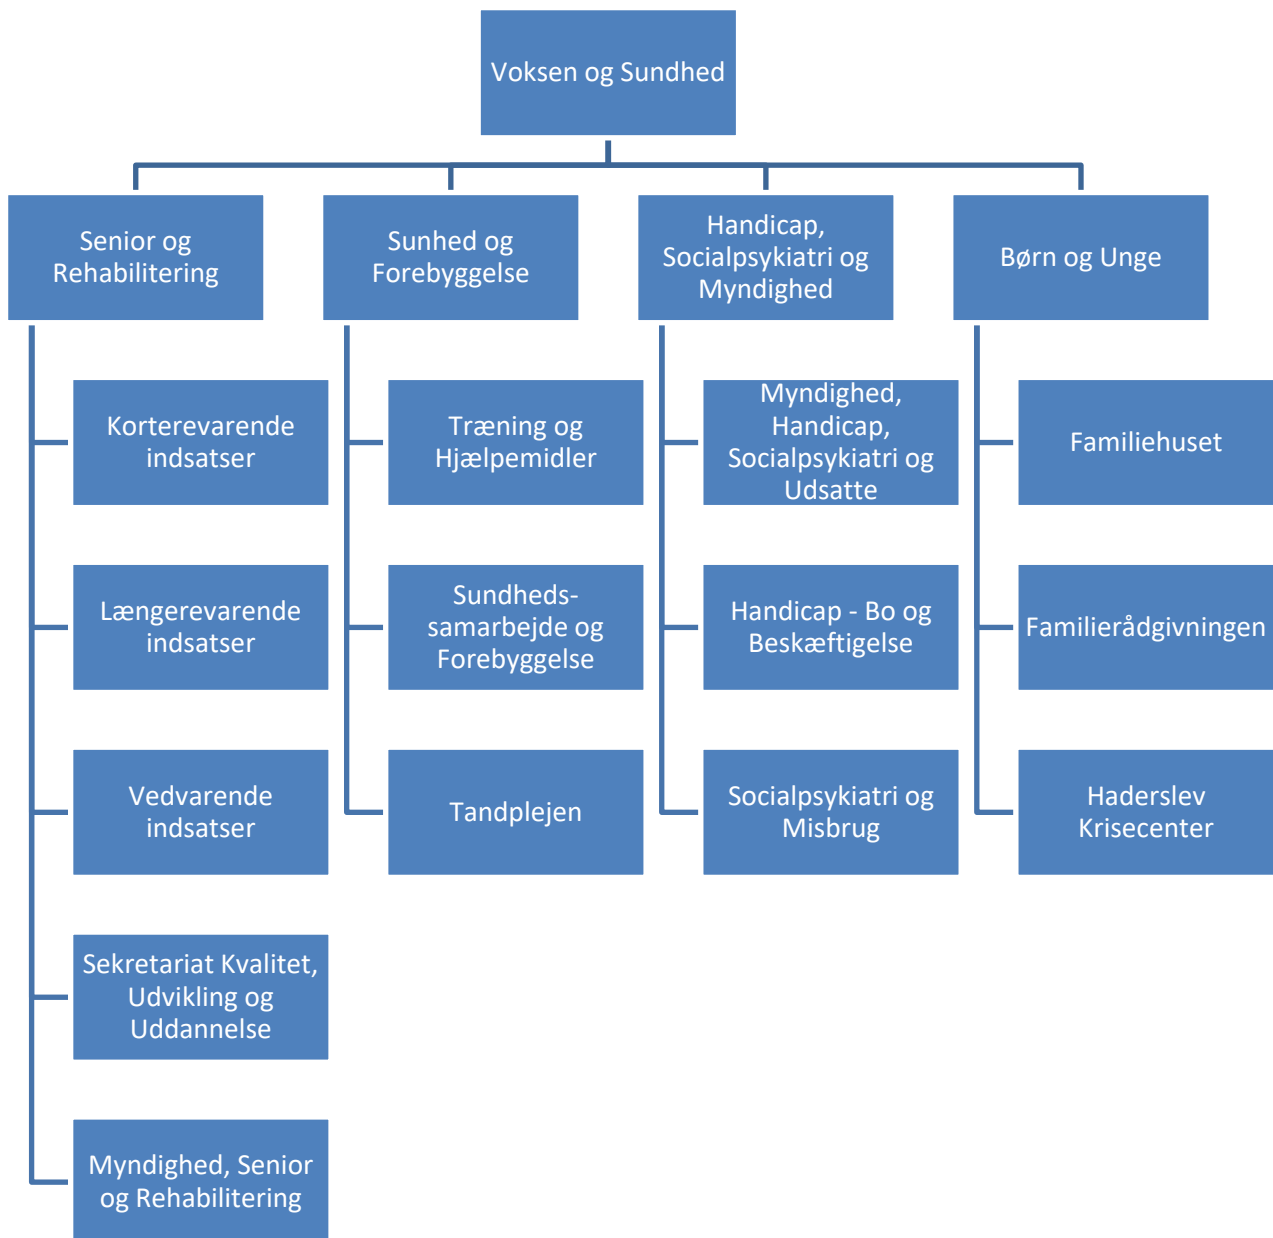 Voksen og Sundhed
Senior og
Rehabilitering
Korterevarende
indsatser
Længerevarende
indsatser
Vedvarende
indsatser
Sekretariat Kvalitet,
Udvikling og
Uddannelse
Myndighed, Senior
og Rehabilitering
Sunhed og
Forebyggelse
Træning og
Hjælpemidler
Sundheds-
samarbejde og
Forebyggelse
Tandplejen
Handicap,
Socialpsykiatri og
Myndighed
Myndighed,
Handicap,
Socialpsykiatri og
Udsatte
Handicap - Bo og
Beskæftigelse
Socialpsykiatri og
Misbrug
Børn og Unge
Familiehuset
Familierådgivningen
Haderslev
Krisecenter